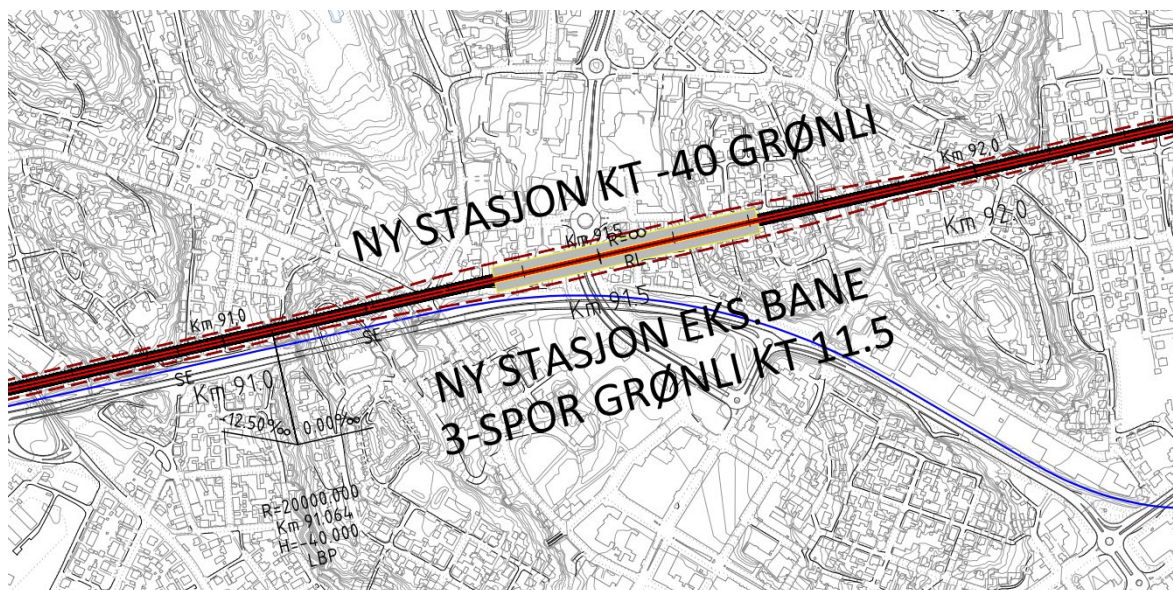 NY STASJON KT -40 GRØNLI
Km 92.0
Km 91.5
R=∞
RL
Km 92.0
Km 91.5
Km 91.0
SE
NY STASJON EKS.BANE
3-SPOR GRØNLI KT 11.5
SE
Km 91.0
12.50‰
0.00‰
R=20000.000
Km 91.064
H=-40.000
LBP